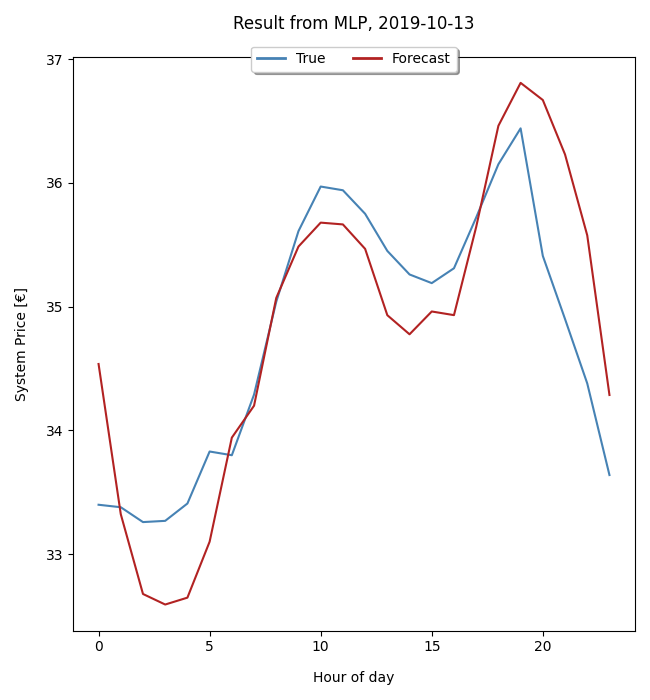 Result from MLP, 2019-10-13
True Forecast
37
36
35
34
33
System Price [€]
0 5 10 15 20
Hour of day